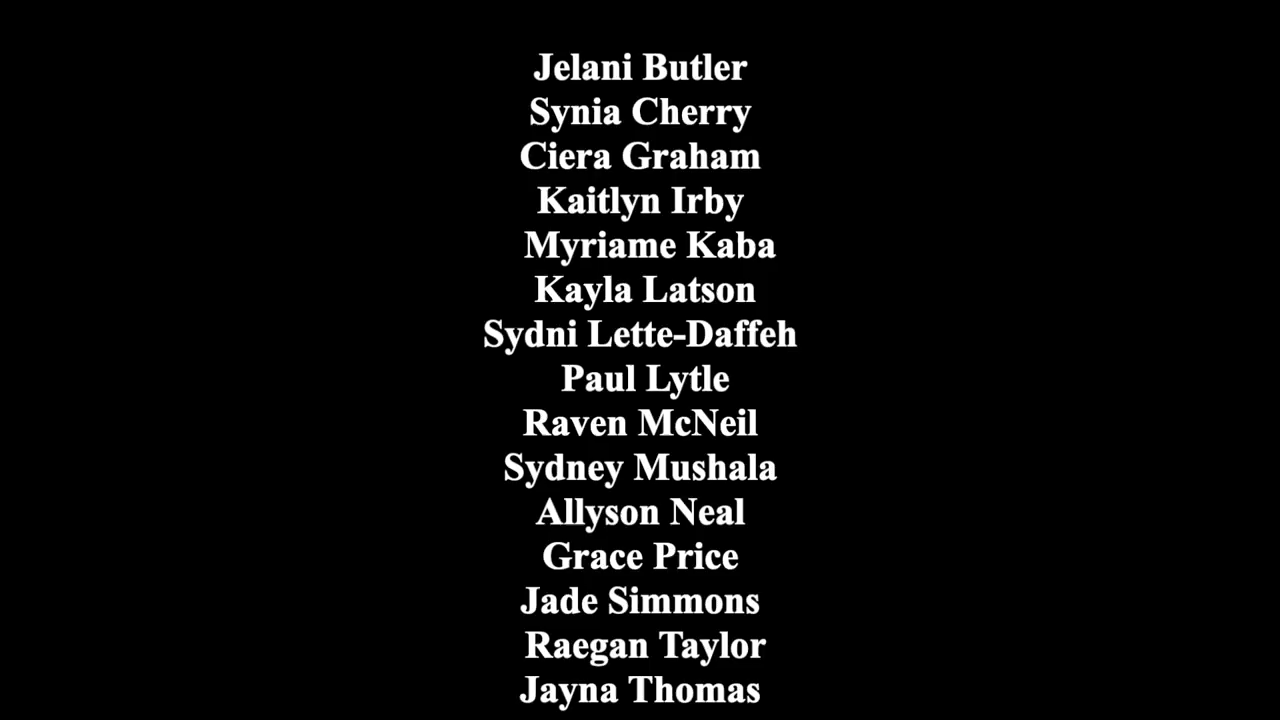 Jelani Butler
Synia Cherry
Ciera Graham
Kaitlyn Irby
Myriame Kaba
Kayla Latson
Sydni Lette-Daffeh
Paul Lytle
Raven McNeil
Sydney Mushala
Allyson Neal
Grace Price
Jade Simmons
Raegan Taylor
Jayna Thomas